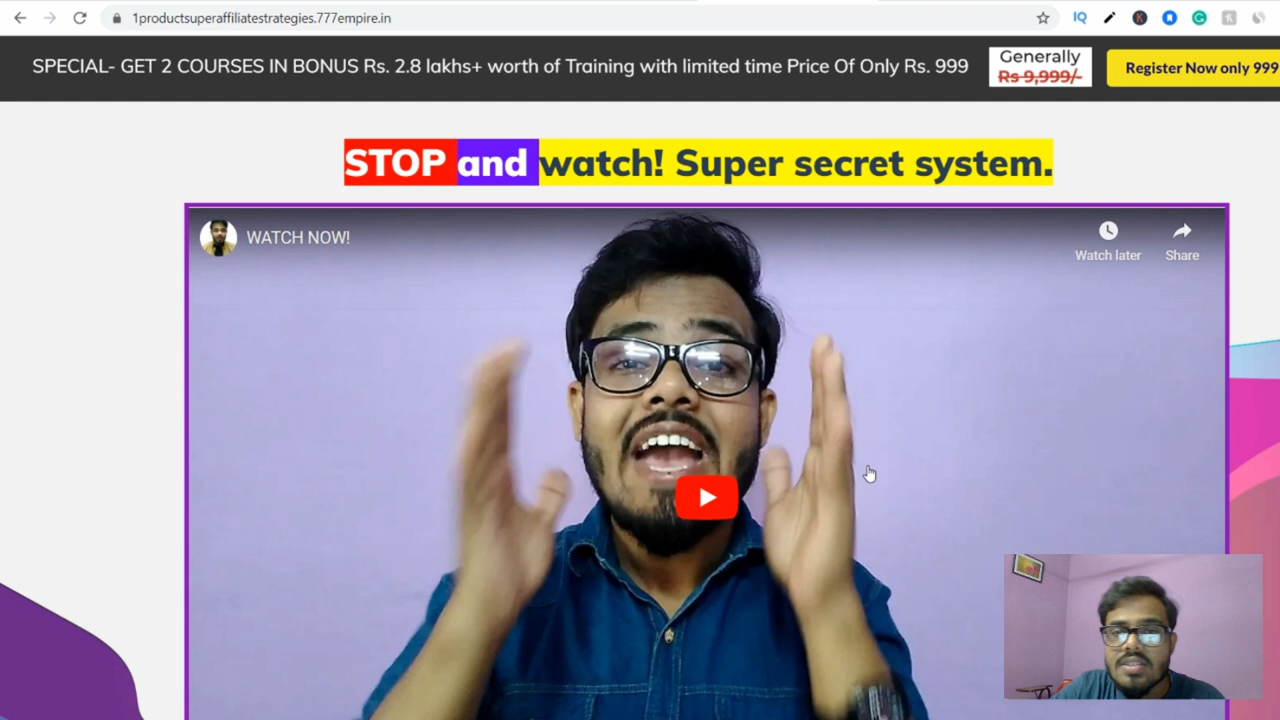 1productsuperaffiliatestrategies.777empire.in
SPECIAL- GET 2 COURSES IN BONUS Rs. 2.8 lakhs+ worth of Training with limited time Price Of Only Rs. 999
Generally
Rs 9,999/-
Register Now only 999
STOP and watch! Super secret system.
WATCH NOW!
Watch later
Share